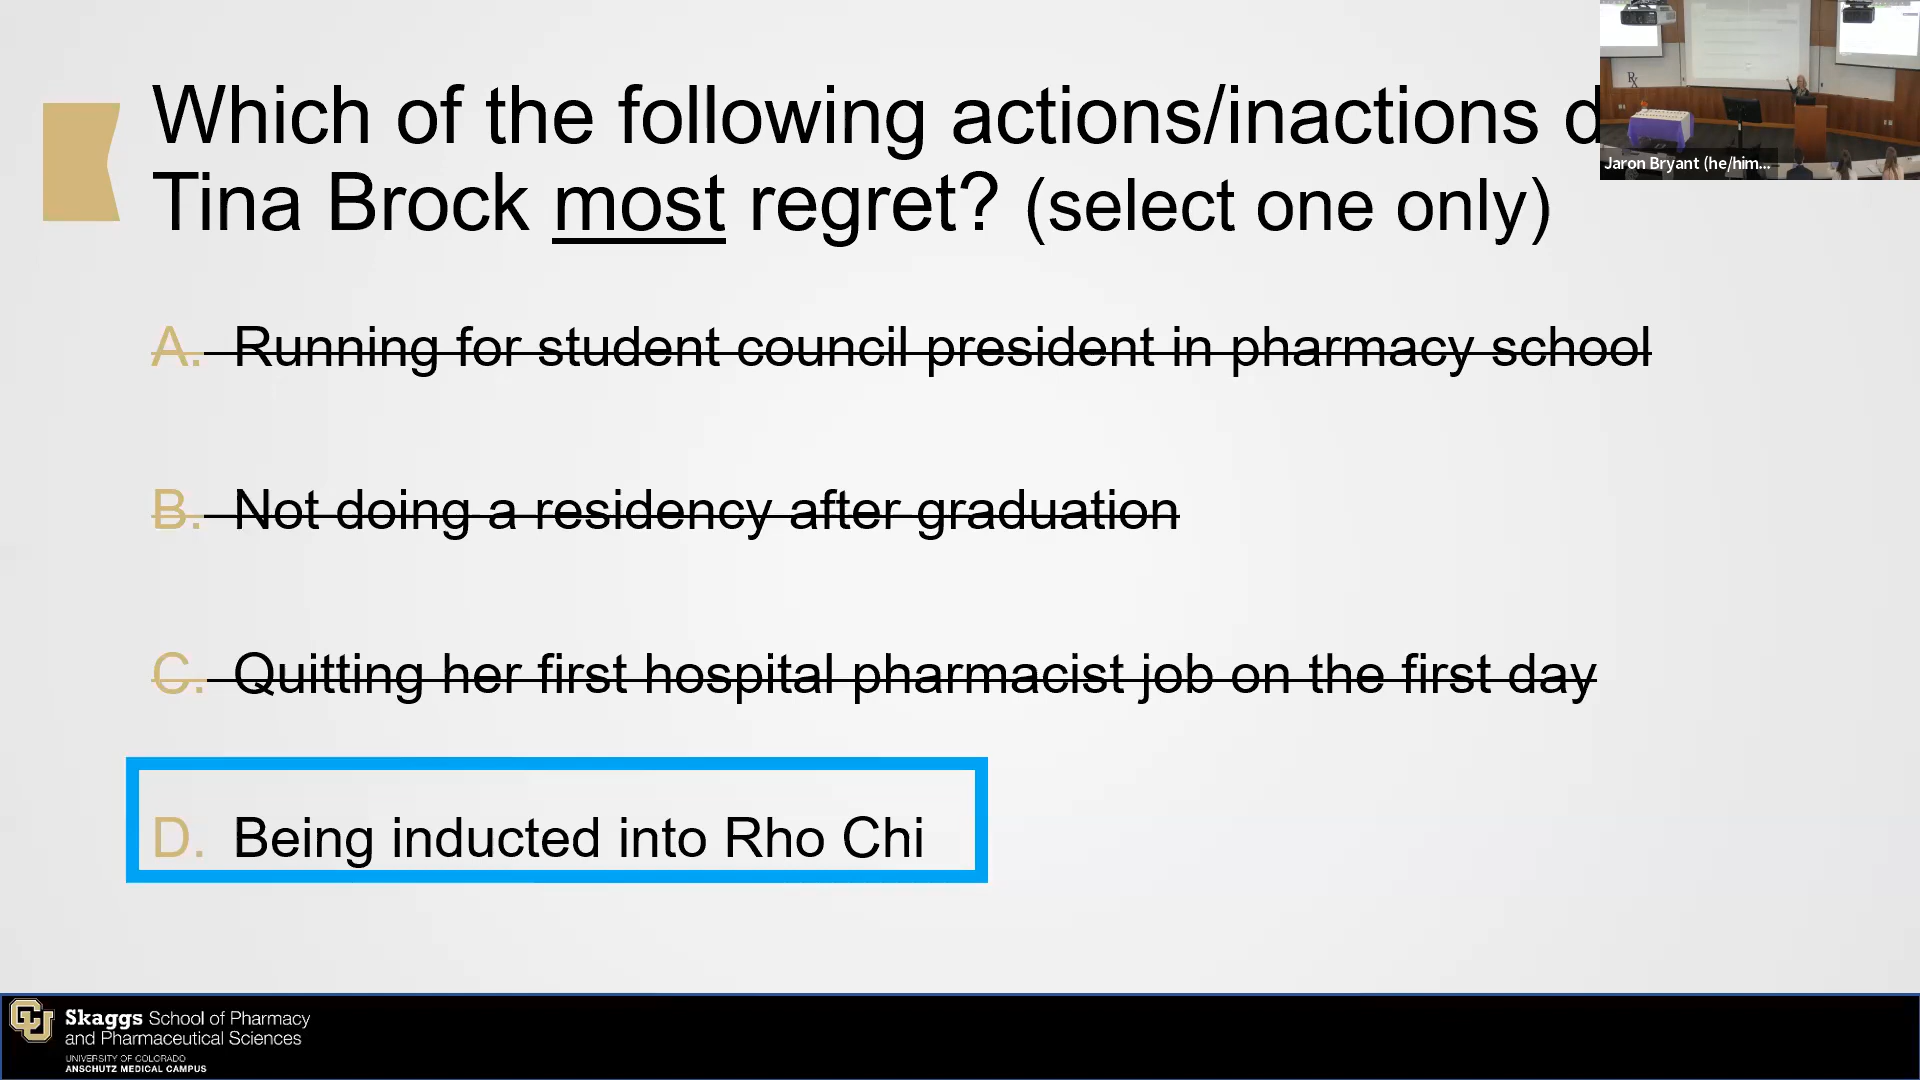 Which of the following actions/inactions d
Tina Brock most regret? (select one only)
A. Running for student council president in pharmacy school
B. Not doing a residency after graduation
C. Quitting her first hospital pharmacist job on the first day
D. Being inducted into Rho Chi
Jaron Bryant (he/him...
CU
Skaggs School of Pharmacy
and Pharmaceutical Sciences
UNIVERSITY OF COLORADO
ANSCHUTZ MEDICAL CAMPUS